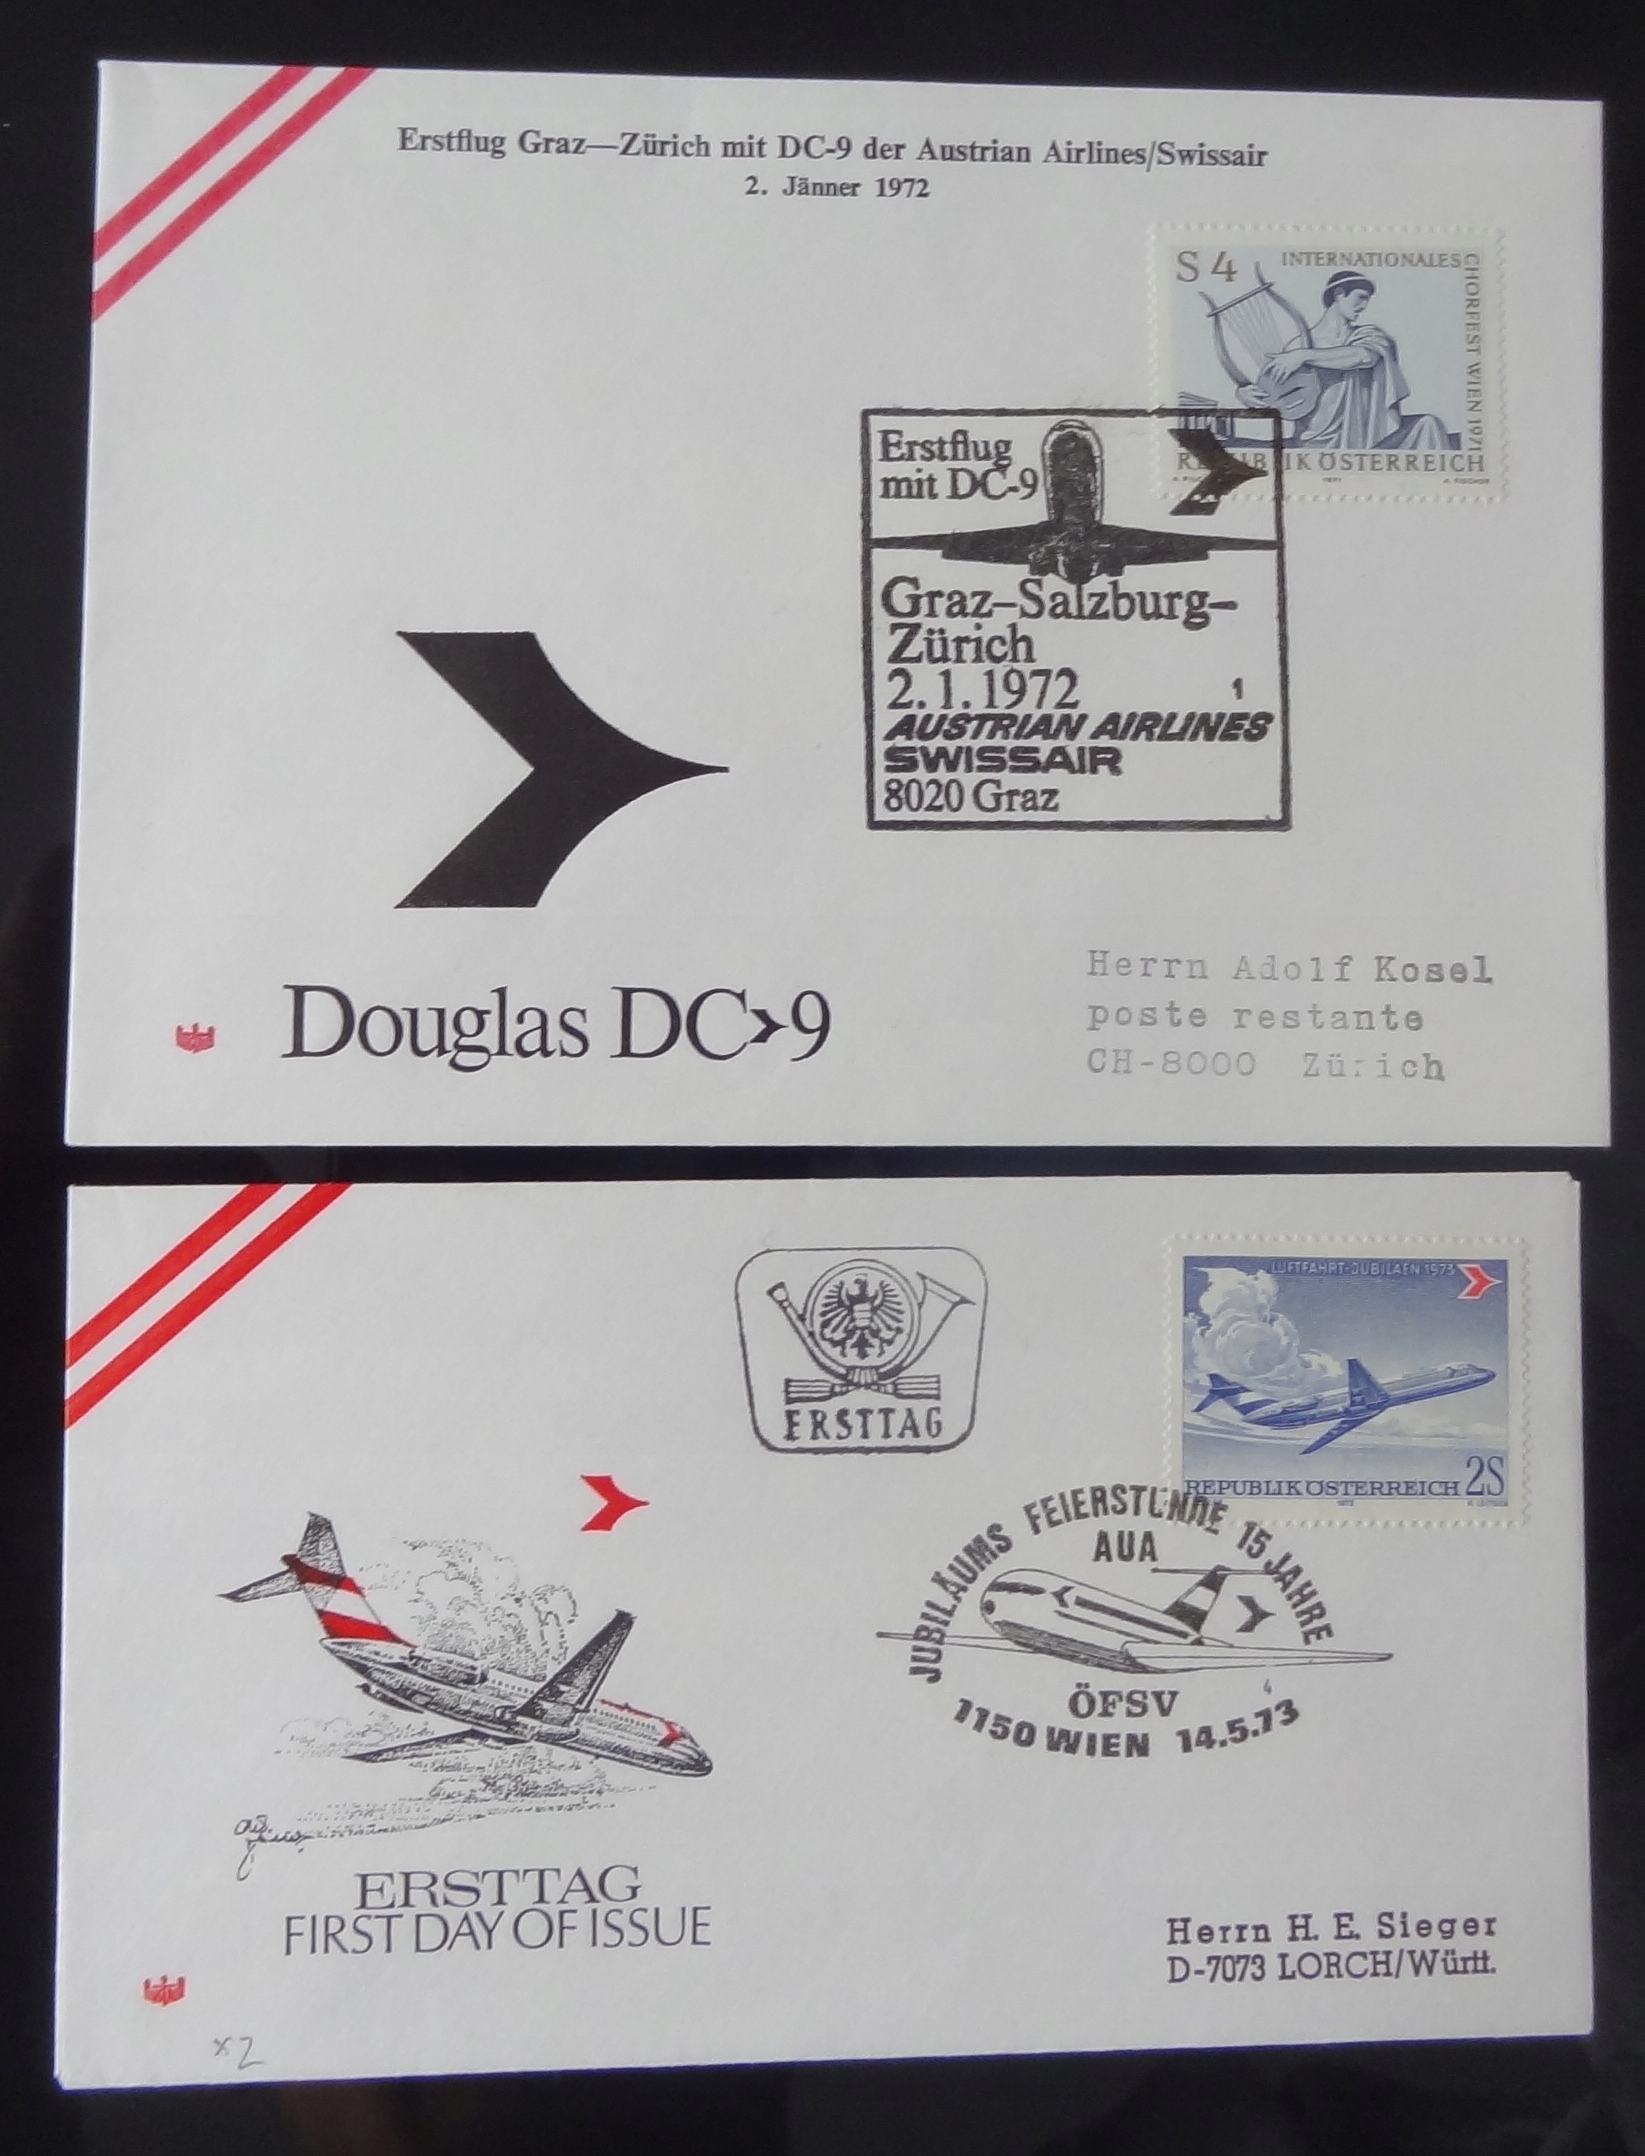 Erstflug Graz—Zürich mit DC-9 der Austrian Airlines/Swissair
2. Jänner 1972
S 4
INTERNATIONALES
CHORFEST WIEN 1971
REPUBLIK ÖSTERREICH
1971
A. FISCHER
Erstflug
mit DC-9
Graz–Salzburg–
Zürich
2.1.1972 1
AUSTRIAN AIRLINES
SWISSAIR
8020 Graz
Douglas DC 9
Herrn Adolf Kosel
poste restante
CH-8000 Zürich
LUFTFAHRT-JUBILÄEN 1973
REPUBLIK ÖSTERREICH 2S
ERSTTAG
JUBILÄUMS FEIERSTUNDE 15 JAHRE
AUA
ÖFSV
4
1150 WIEN 14.5.73
ERSTTAG
FIRST DAY OF ISSUE
Herrn H. E. Sieger
D-7073 LORCH/Württ.
x2